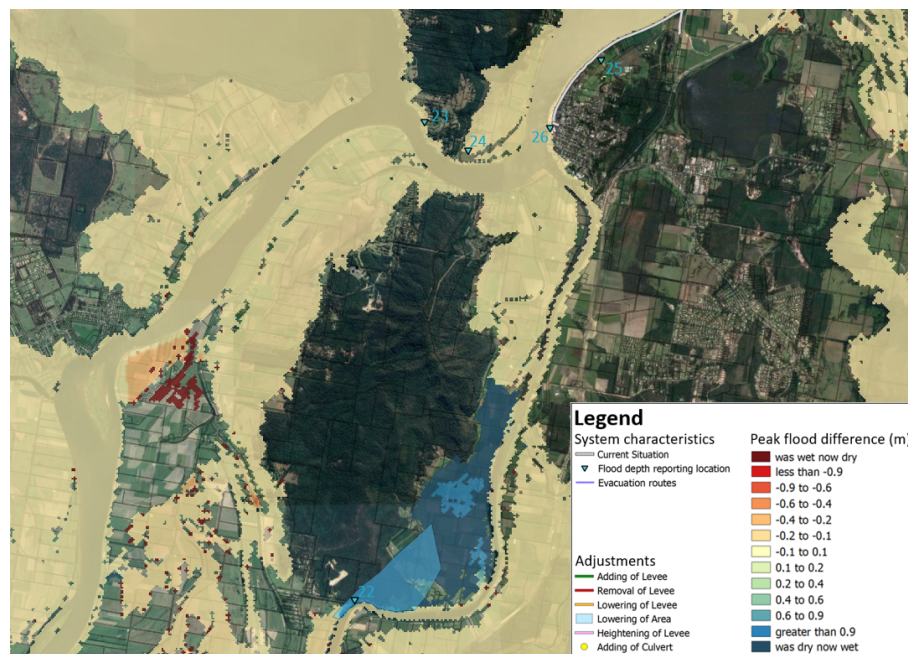 25
23
26
24
22
Legend
System characteristics
Current Situation
Flood depth reporting location
Evacuation routes
Adjustments
Adding of Levee
Removal of Levee
Lowering of Levee
Lowering of Area
Heightening of Levee
Adding of Culvert
Peak flood difference (m)
was wet now dry
less than -0.9
-0.9 to -0.6
-0.6 to -0.4
-0.4 to -0.2
-0.2 to -0.1
-0.1 to 0.1
0.1 to 0.2
0.2 to 0.4
0.4 to 0.6
0.6 to 0.9
greater than 0.9
was dry now wet